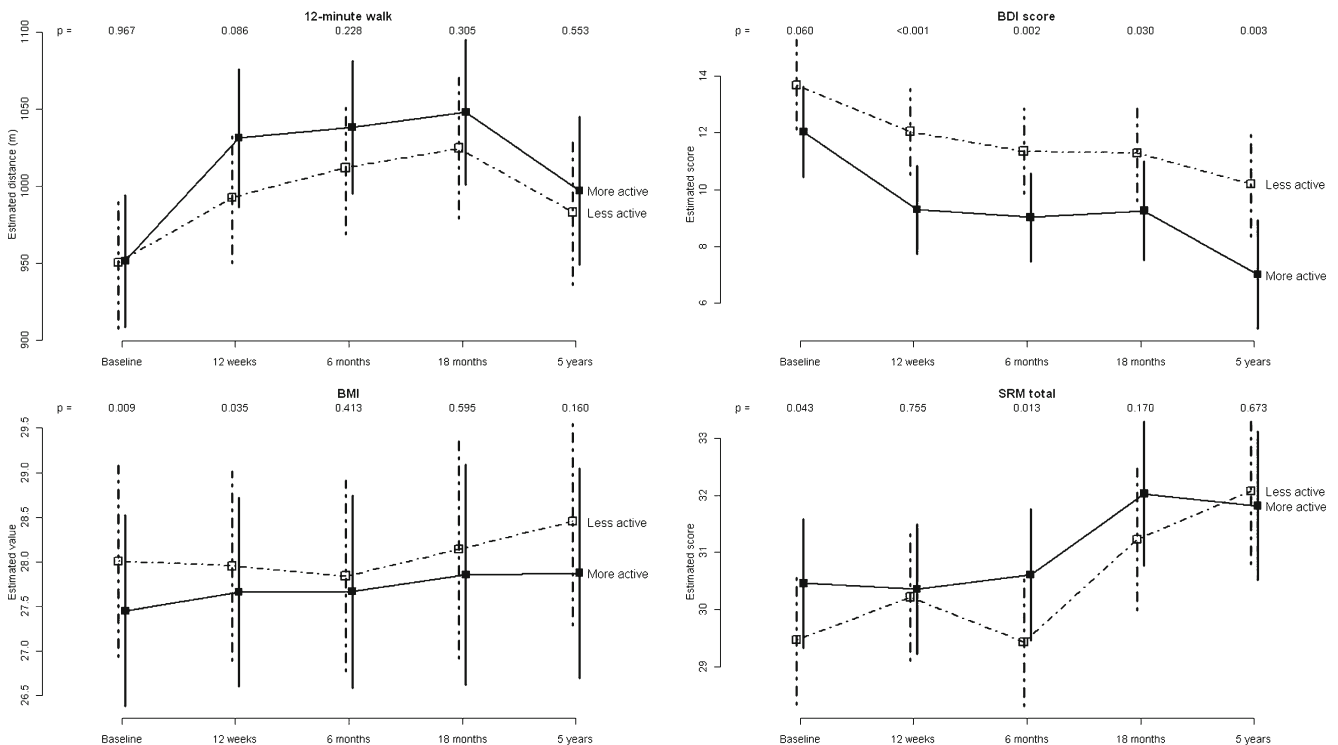 12-minute walk
p = 0.967 0.086 0.228 0.305 0.553
1100
1050
1000
950
900
Estimated distance (m)
More active
Less active
Baseline 12 weeks 6 months 18 months 5 years
BDI score
p = 0.060 <0.001 0.002 0.030 0.003
14
12
10
8
6
Estimated score
Less active
More active
Baseline 12 weeks 6 months 18 months 5 years
BMI
p = 0.009 0.035 0.413 0.595 0.160
29.5
29.0
28.5
28.0
27.5
27.0
26.5
Estimated value
Less active
More active
Baseline 12 weeks 6 months 18 months 5 years
SRM total
p = 0.043 0.755 0.013 0.170 0.673
33
32
31
30
29
Estimated score
Less active
More active
Baseline 12 weeks 6 months 18 months 5 years